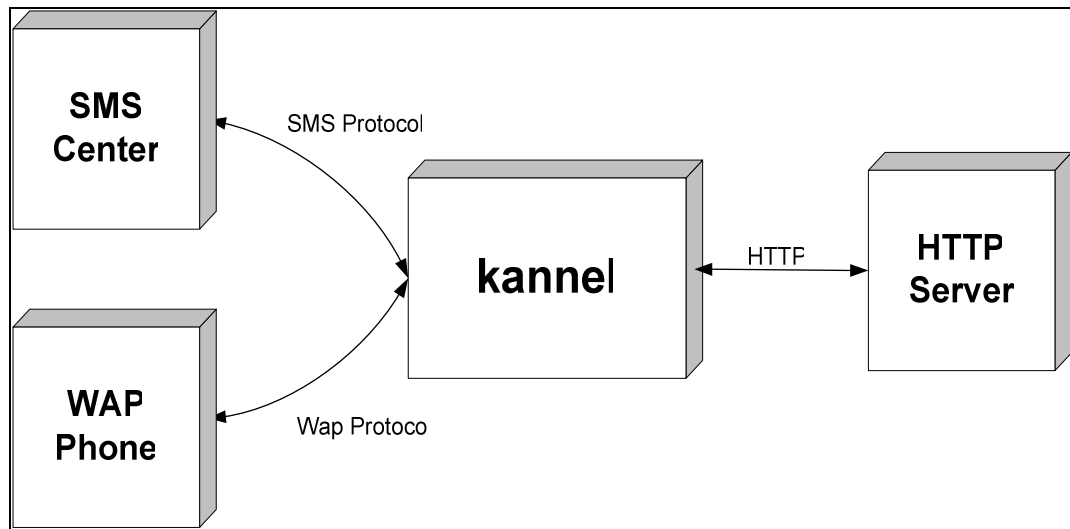 SMS
Center
SMS Protocol
kannel
HTTP
HTTP
Server
WAP
Phone
Wap Protoco